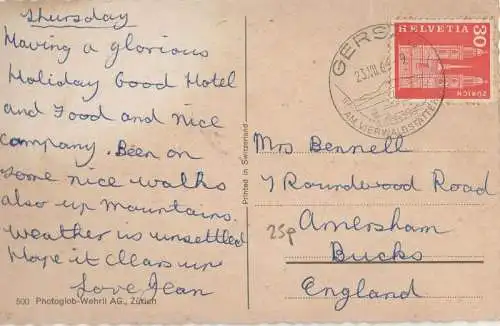 Thursday
Having a glorious
Holiday Good Hotel
and Food and nice
company. Been on
some nice walks
also up mountains.
weather is unsettled
Hope it clears up
Love Jean
500 Photoglob-Wehrli AG., Zürich
Printed in Switzerland
GERS
23.VII.6
AM VIERWALDSTÄTTER
HELVETIA
30
ZÜRICH
Mrs Bennell
7 Roundwood Road
25p
Amersham
Bucks
England